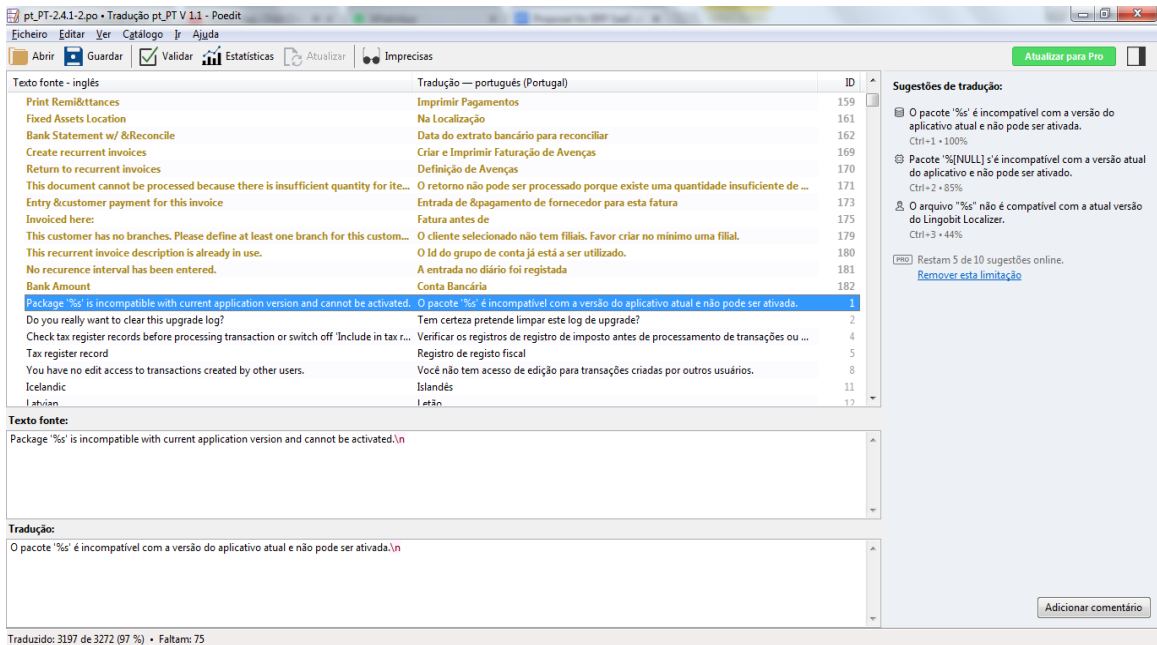 pt_PT-2.4.1-2.po • Tradução pt_PT V 1.1 - Poedit
Ficheiro Editar Ver Catálogo Ir Ajuda
Abrir Guardar Validar Estatísticas Atualizar Imprecisas Atualizar para Pro
Texto fonte - inglês Tradução — português (Portugal) ID
Print Remi&ttances Imprimir Pagamentos 159
Fixed Assets Location Na Localização 161
Bank Statement w/ &Reconcile Data do extrato bancário para reconciliar 162
Create recurrent invoices Criar e Imprimir Faturação de Avenças 169
Return to recurrent invoices Definição de Avenças 170
This document cannot be processed because there is insufficient quantity for ite... O retorno não pode ser processado porque existe uma quantidade insuficiente de ... 171
Entry &customer payment for this invoice Entrada de &pagamento de fornecedor para esta fatura 173
Invoiced here: Fatura antes de 175
This customer has no branches. Please define at least one branch for this custom... O cliente selecionado não tem filiais. Favor criar no mínimo uma filial. 179
This recurrent invoice description is already in use. O Id do grupo de conta já está a ser utilizado. 180
No recurence interval has been entered. A entrada no diário foi registada 181
Bank Amount Conta Bancária 182
Package '%s' is incompatible with current application version and cannot be activated. O pacote '%s' é incompatível com a versão do aplicativo atual e não pode ser ativada. 1
Do you really want to clear this upgrade log? Tem certeza pretende limpar este log de upgrade? 2
Check tax register records before processing transaction or switch off 'Include in tax r... Verificar os registros de registro de imposto antes de processamento de transações ou ... 4
Tax register record Registro de registo fiscal 5
You have no edit access to transactions created by other users. Você não tem acesso de edição para transações criadas por outros usuários. 8
Icelandic Islandês 11
Latvian Letão 12
Texto fonte:
Package '%s' is incompatible with current application version and cannot be activated.\n
Tradução:
O pacote '%s' é incompatível com a versão do aplicativo atual e não pode ser ativada.\n
Sugestões de tradução:
O pacote '%s' é incompatível com a versão do
aplicativo atual e não pode ser ativada.
Ctrl+1 • 100%
Pacote '%[NULL] s'é incompatível com a versão atual
do aplicativo e não pode ser ativado.
Ctrl+2 • 85%
O arquivo "%s" não é compatível com a atual versão
do Lingobit Localizer.
Ctrl+3 • 44%
PRO Restam 5 de 10 sugestões online.
Remover esta limitação
Adicionar comentário
Traduzido: 3197 de 3272 (97 %) • Faltam: 75